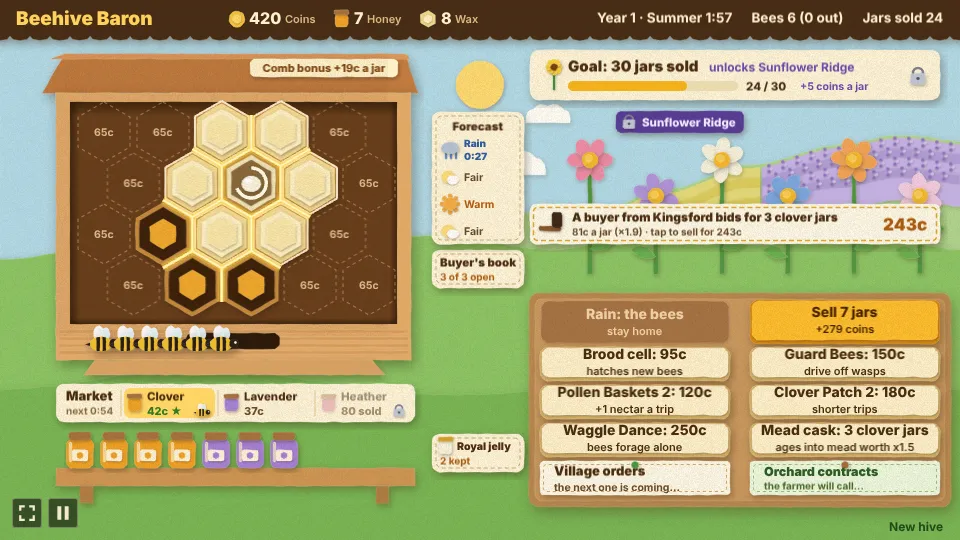 Beehive Baron
420 Coins
7 Honey
8 Wax
Year 1 · Summer 1:57
Bees 6 (0 out)
Jars sold 24
Comb bonus +19c a jar
65c
65c
65c
65c
65c
65c
65c
65c
65c
65c
Forecast
Rain
0:27
Fair
Warm
Fair
Buyer's book
3 of 3 open
Goal: 30 jars sold unlocks Sunflower Ridge
24 / 30 +5 coins a jar
Sunflower Ridge
A buyer from Kingsford bids for 3 clover jars
81c a jar (×1.9) · tap to sell for 243c
243c
Rain: the bees
stay home
Sell 7 jars
+279 coins
Brood cell: 95c
hatches new bees
Guard Bees: 150c
drive off wasps
Pollen Baskets 2: 120c
+1 nectar a trip
Clover Patch 2: 180c
shorter trips
Waggle Dance: 250c
bees forage alone
Mead cask: 3 clover jars
ages into mead worth x1.5
Village orders
the next one is coming...
Orchard contracts
the farmer will call...
Market
next 0:54
Clover
42c ★
Lavender
37c
Heather
80 sold
Royal jelly
2 kept
New hive